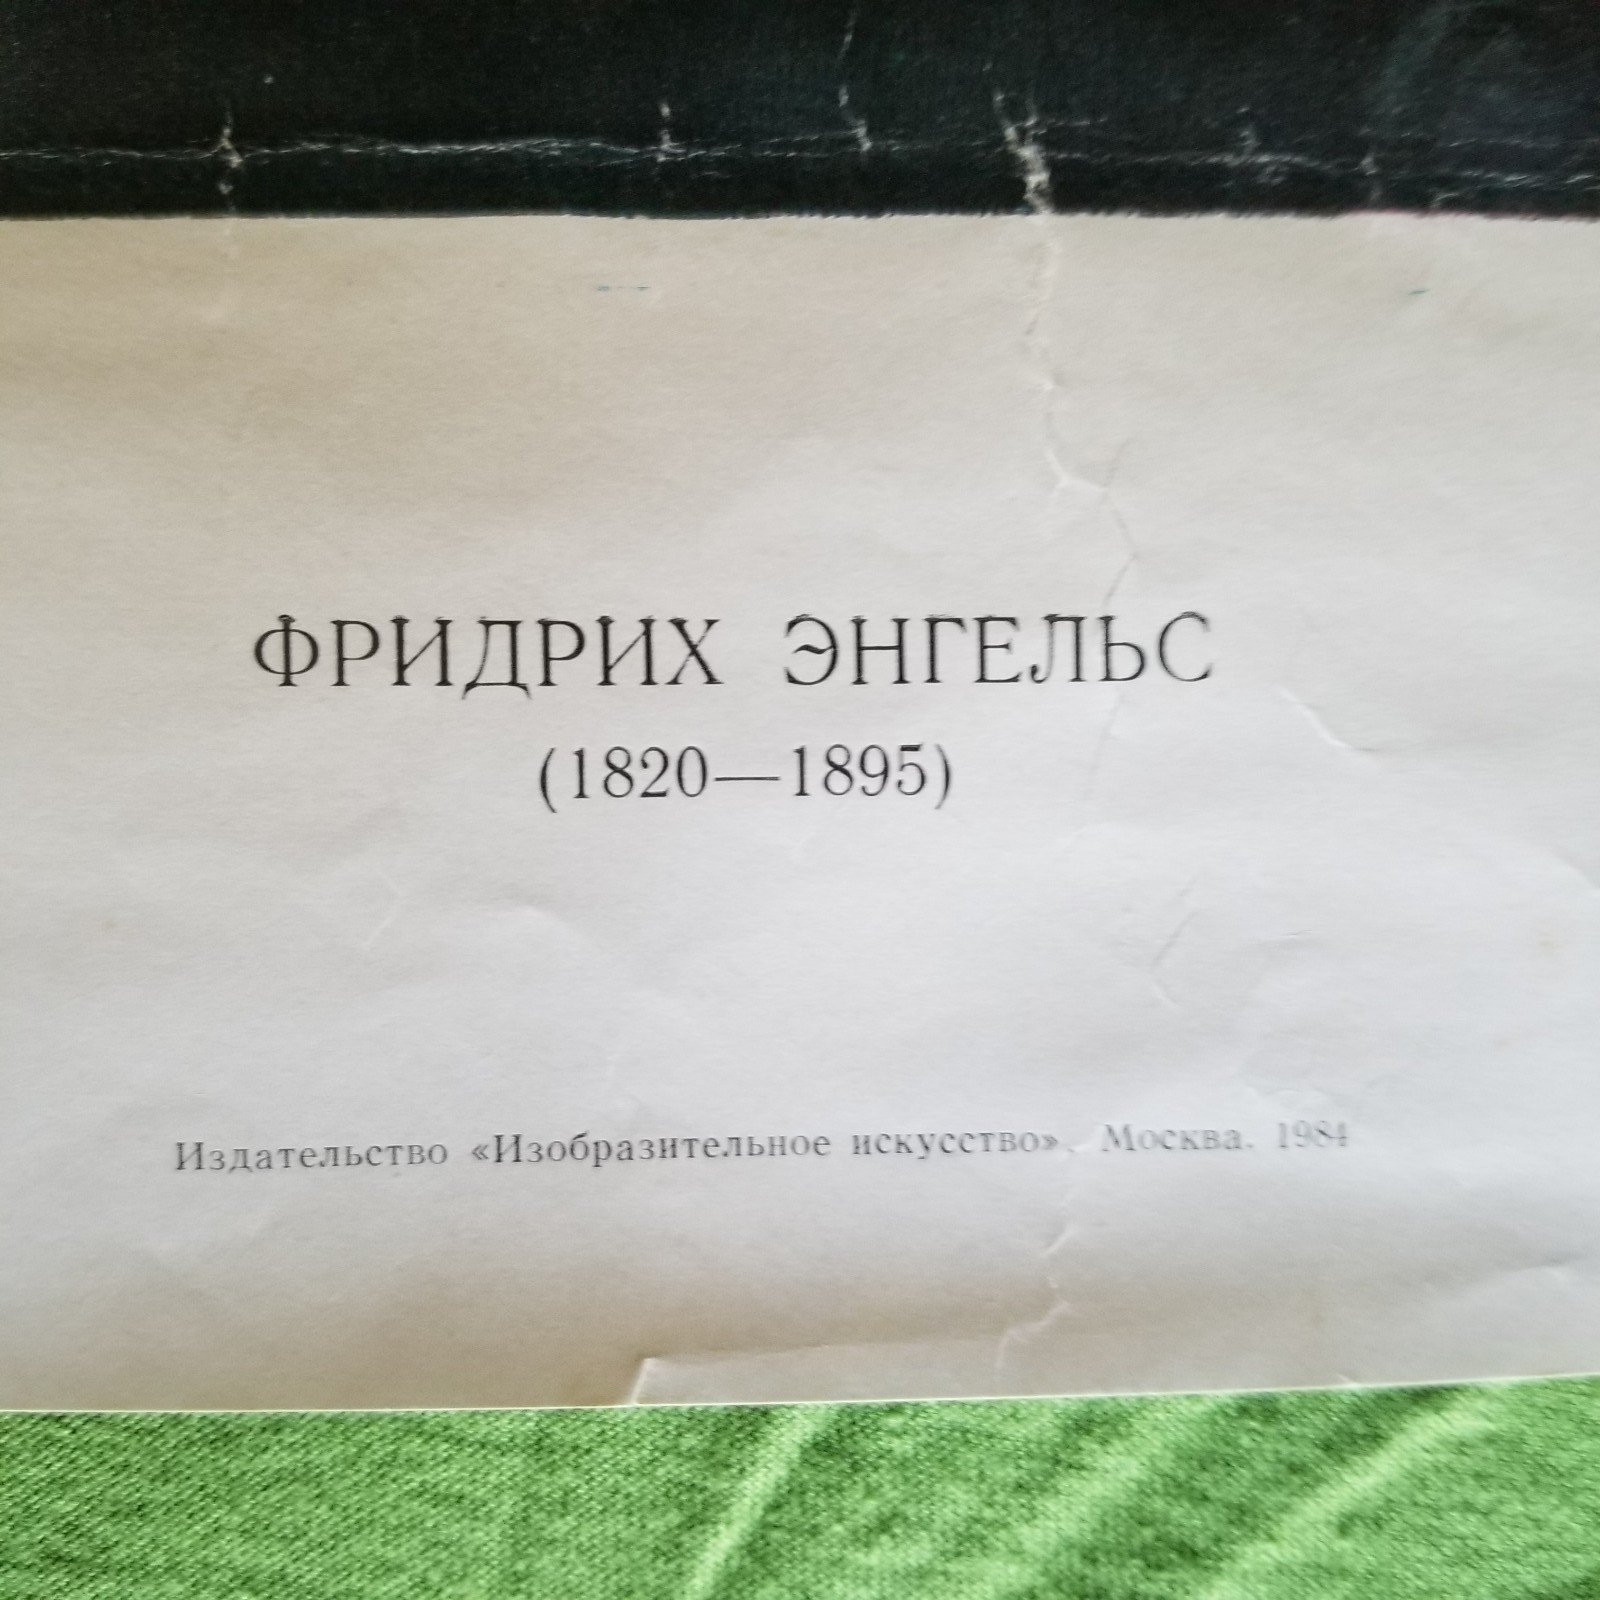 ФРИДРИХ ЭНГЕЛЬС
(1820—1895)
Издательство «Изобразительное искусство». Москва. 1984